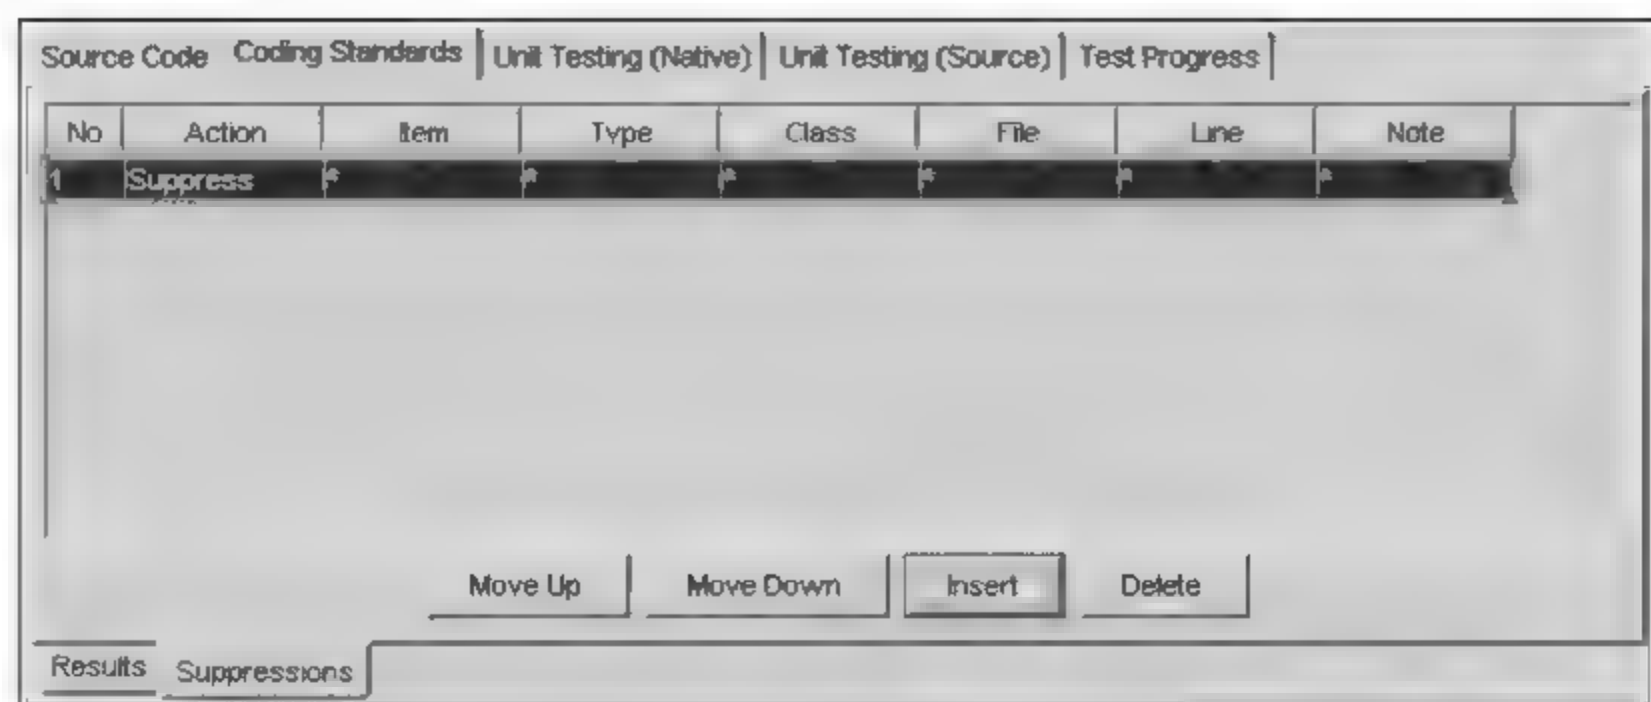 Source Code Coding Standards Unit Testing (Native) Unit Testing (Source) Test Progress
No Action Item Type Class File Line Note
1 Suppress * * * * * *
Move Up Move Down Insert Delete
Results Suppressions